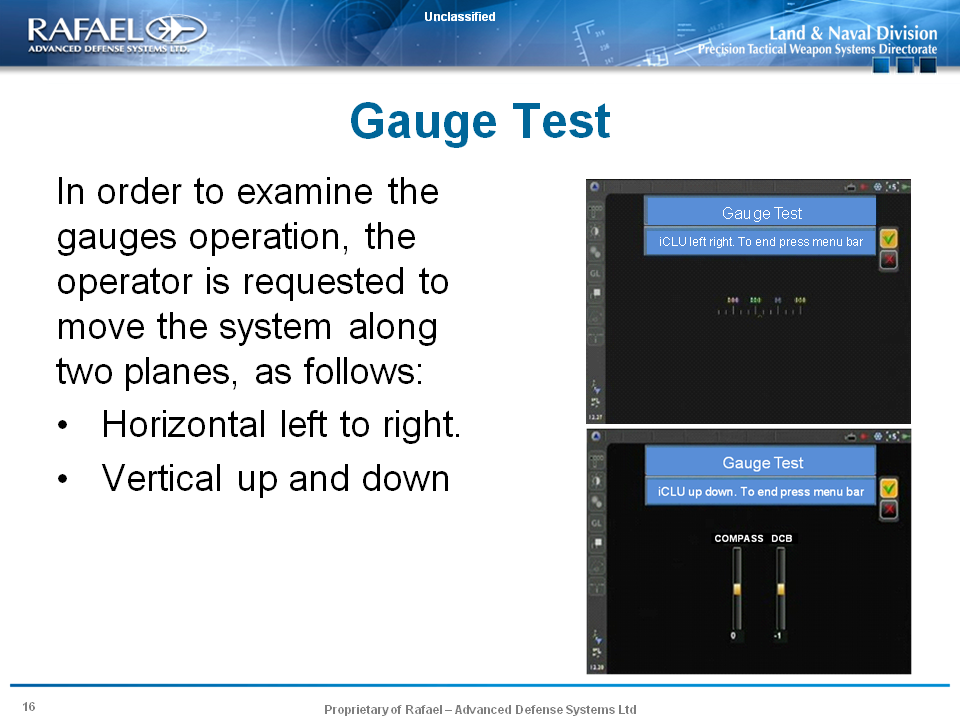 Unclassified
RAFAEL
ADVANCED DEFENSE SYSTEMS LTD.
Land & Naval Division
Precision Tactical Weapon Systems Directorate
Gauge Test
In order to examine the
gauges operation, the
operator is requested to
move the system along
two planes, as follows:
• Horizontal left to right.
• Vertical up and down
Gauge Test
iCLU left right. To end press menu bar
GL
12.27
Gauge Test
iCLU up down. To end press menu bar
GL
COMPASS DCB
0 -1
12.28
16
Proprietary of Rafael – Advanced Defense Systems Ltd